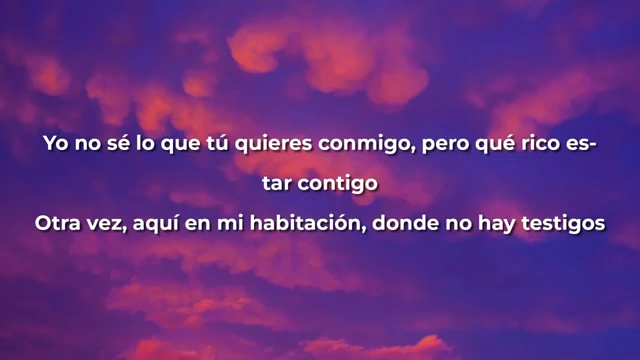 Yo no sé lo que tú quieres conmigo, pero qué rico es-
tar contigo
Otra vez, aquí en mi habitación, donde no hay testigos